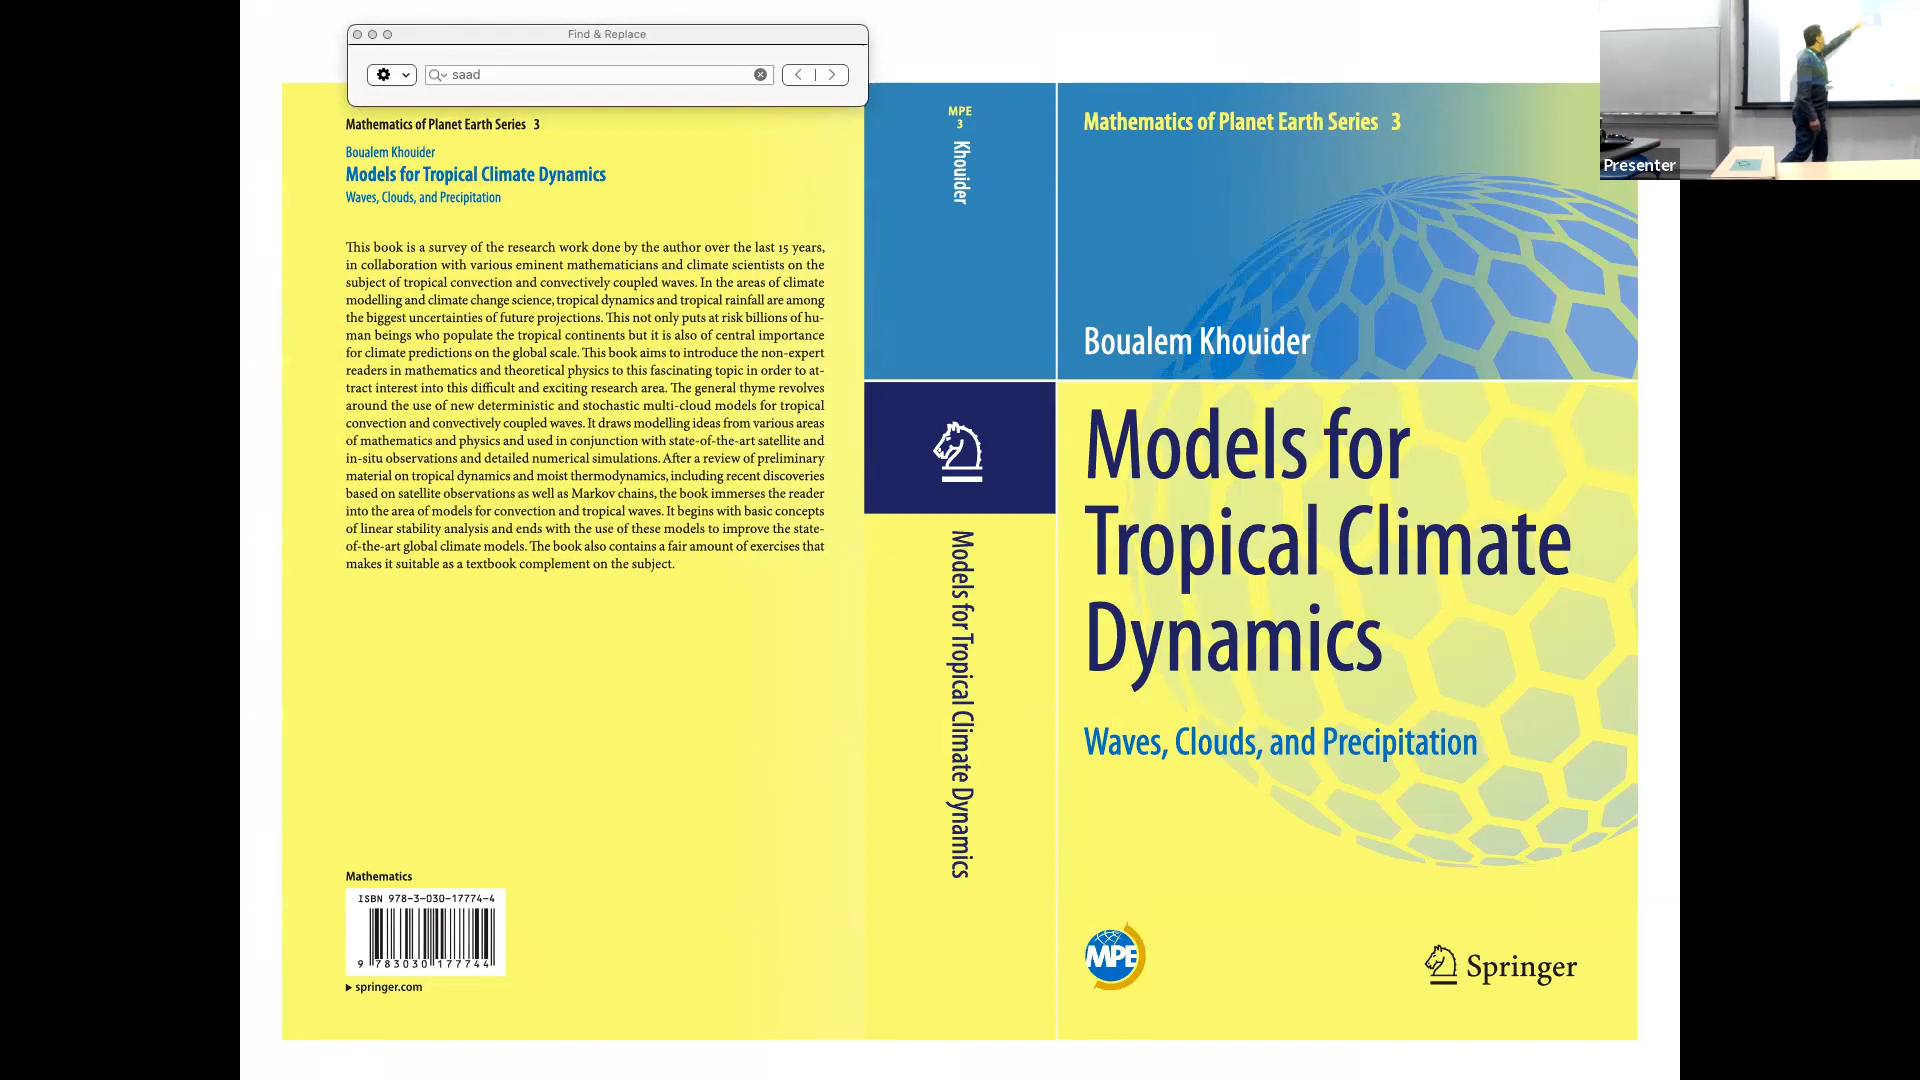 Find & Replace
saad
Mathematics of Planet Earth Series 3
Boualem Khouider
Models for Tropical Climate Dynamics
Waves, Clouds, and Precipitation
This book is a survey of the research work done by the author over the last 15 years,
in collaboration with various eminent mathematicians and climate scientists on the
subject of tropical convection and convectively coupled waves. In the areas of climate
modelling and climate change science, tropical dynamics and tropical rainfall are among
the biggest uncertainties of future projections. This not only puts at risk billions of hu-
man beings who populate the tropical continents but it is also of central importance
for climate predictions on the global scale. This book aims to introduce the non-expert
readers in mathematics and theoretical physics to this fascinating topic in order to at-
tract interest into this difficult and exciting research area. The general thyme revolves
around the use of new deterministic and stochastic multi-cloud models for tropical
convection and convectively coupled waves. It draws modelling ideas from various areas
of mathematics and physics and used in conjunction with state-of-the-art satellite and
in-situ observations and detailed numerical simulations. After a review of preliminary
material on tropical dynamics and moist thermodynamics, including recent discoveries
based on satellite observations as well as Markov chains, the book immerses the reader
into the area of models for convection and tropical waves. It begins with basic concepts
of linear stability analysis and ends with the use of these models to improve the state-
of-the-art global climate models. The book also contains a fair amount of exercises that
makes it suitable as a textbook complement on the subject.
Mathematics
ISBN 978-3-030-17774-4
9 783030 177744
springer.com
MPE
3
Khouider
Models for Tropical Climate Dynamics
Mathematics of Planet Earth Series 3
Boualem Khouider
Models for
Tropical Climate
Dynamics
Waves, Clouds, and Precipitation
MPE
Springer
Presenter